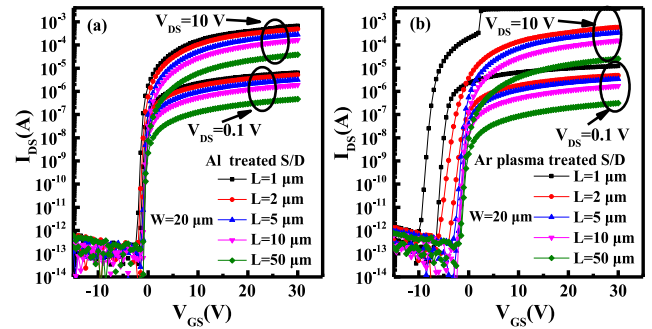 (a)
V_DS=10 V
V_DS=0.1 V
Al treated S/D
L=1 μm
L=2 μm
W=20 μm
L=5 μm
L=10 μm
L=50 μm
I_DS(A)
10^-3
10^-4
10^-5
10^-6
10^-7
10^-8
10^-9
10^-10
10^-11
10^-12
10^-13
10^-14
-10 0 10 20 30
V_GS(V)
(b)
V_DS=10 V
V_DS=0.1 V
Ar plasma treated S/D
L=1 μm
L=2 μm
W=20 μm
L=5 μm
L=10 μm
L=50 μm
I_DS(A)
10^-3
10^-4
10^-5
10^-6
10^-7
10^-8
10^-9
10^-10
10^-11
10^-12
10^-13
10^-14
-10 0 10 20 30
V_GS(V)